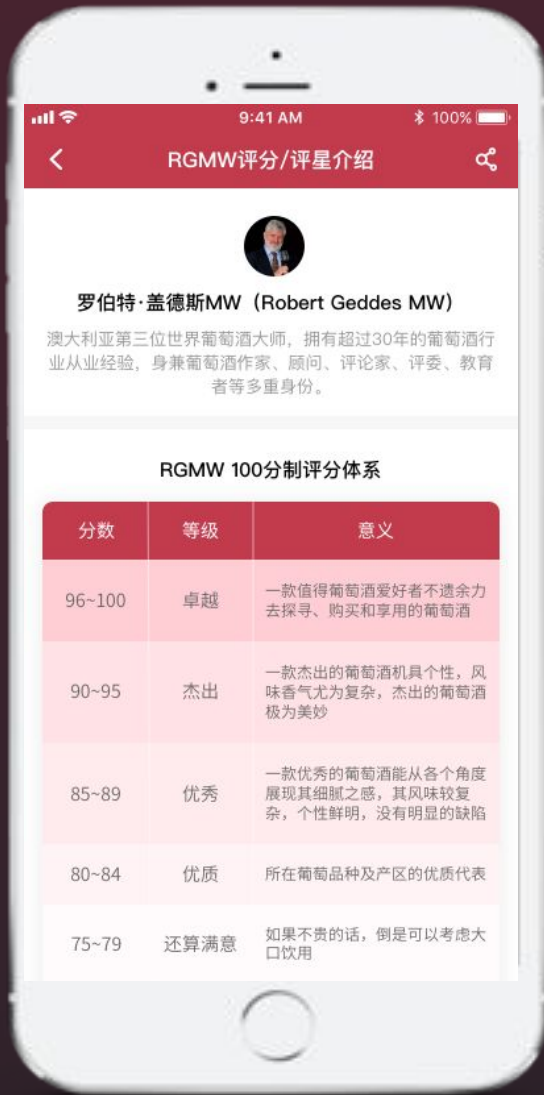 9:41 AM
100%
RGMW评分/评星介绍
罗伯特·盖德斯MW（Robert Geddes MW）
澳大利亚第三位世界葡萄酒大师，拥有超过30年的葡萄酒行
业从业经验，身兼葡萄酒作家、顾问、评论家、评委、教育
者等多重身份。
RGMW 100分制评分体系
分数 等级 意义
96~100 卓越 一款值得葡萄酒爱好者不遗余力
去探寻、购买和享用的葡萄酒
90~95 杰出 一款杰出的葡萄酒机具个性，风
味香气尤为复杂，杰出的葡萄酒
极为美妙
85~89 优秀 一款优秀的葡萄酒能从各个角度
展现其细腻之感，其风味较复
杂，个性鲜明，没有明显的缺陷
80~84 优质 所在葡萄品种及产区的优质代表
75~79 还算满意 如果不贵的话，倒是可以考虑大
口饮用